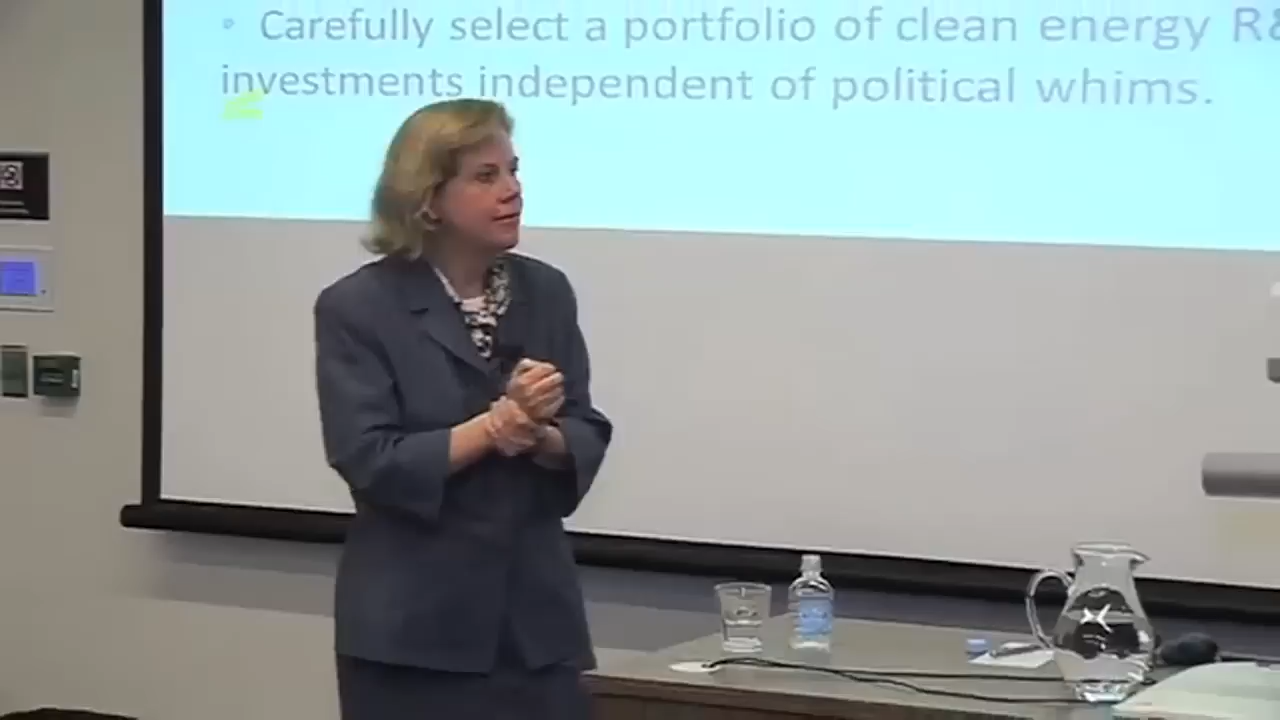 • Carefully select a portfolio of clean energy R&
investments independent of political whims.